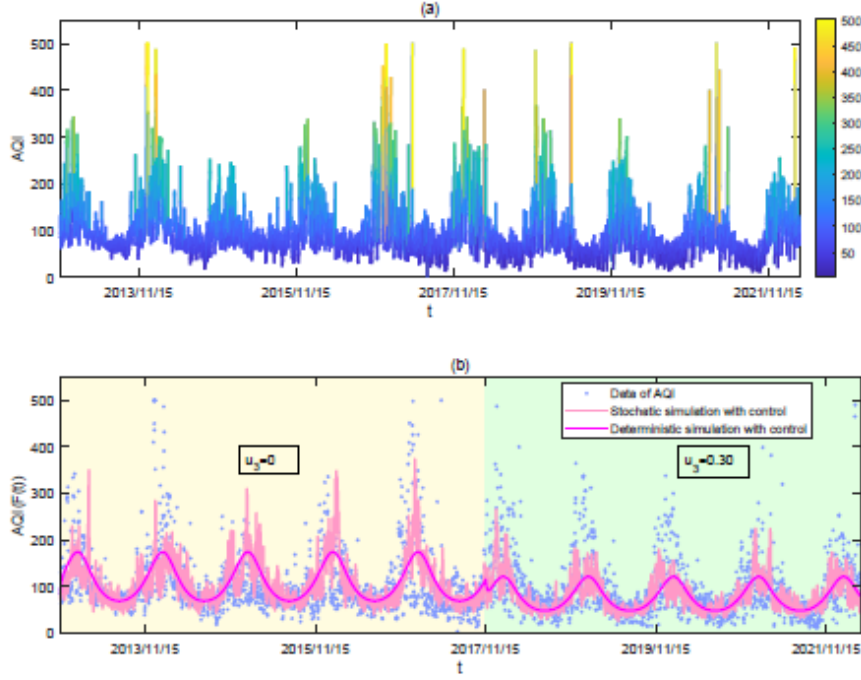 (a)
AQI
500
400
300
200
100
0
2013/11/15
2015/11/15
2017/11/15
2019/11/15
2021/11/15
t
500
450
400
350
300
250
200
150
100
50
(b)
AQI(F(t))
500
400
300
200
100
0
Data of AQI
Stochatic simulation with control
Deterministic simulation with control
u3=0
u3=0.30
2013/11/15
2015/11/15
2017/11/15
2019/11/15
2021/11/15
t